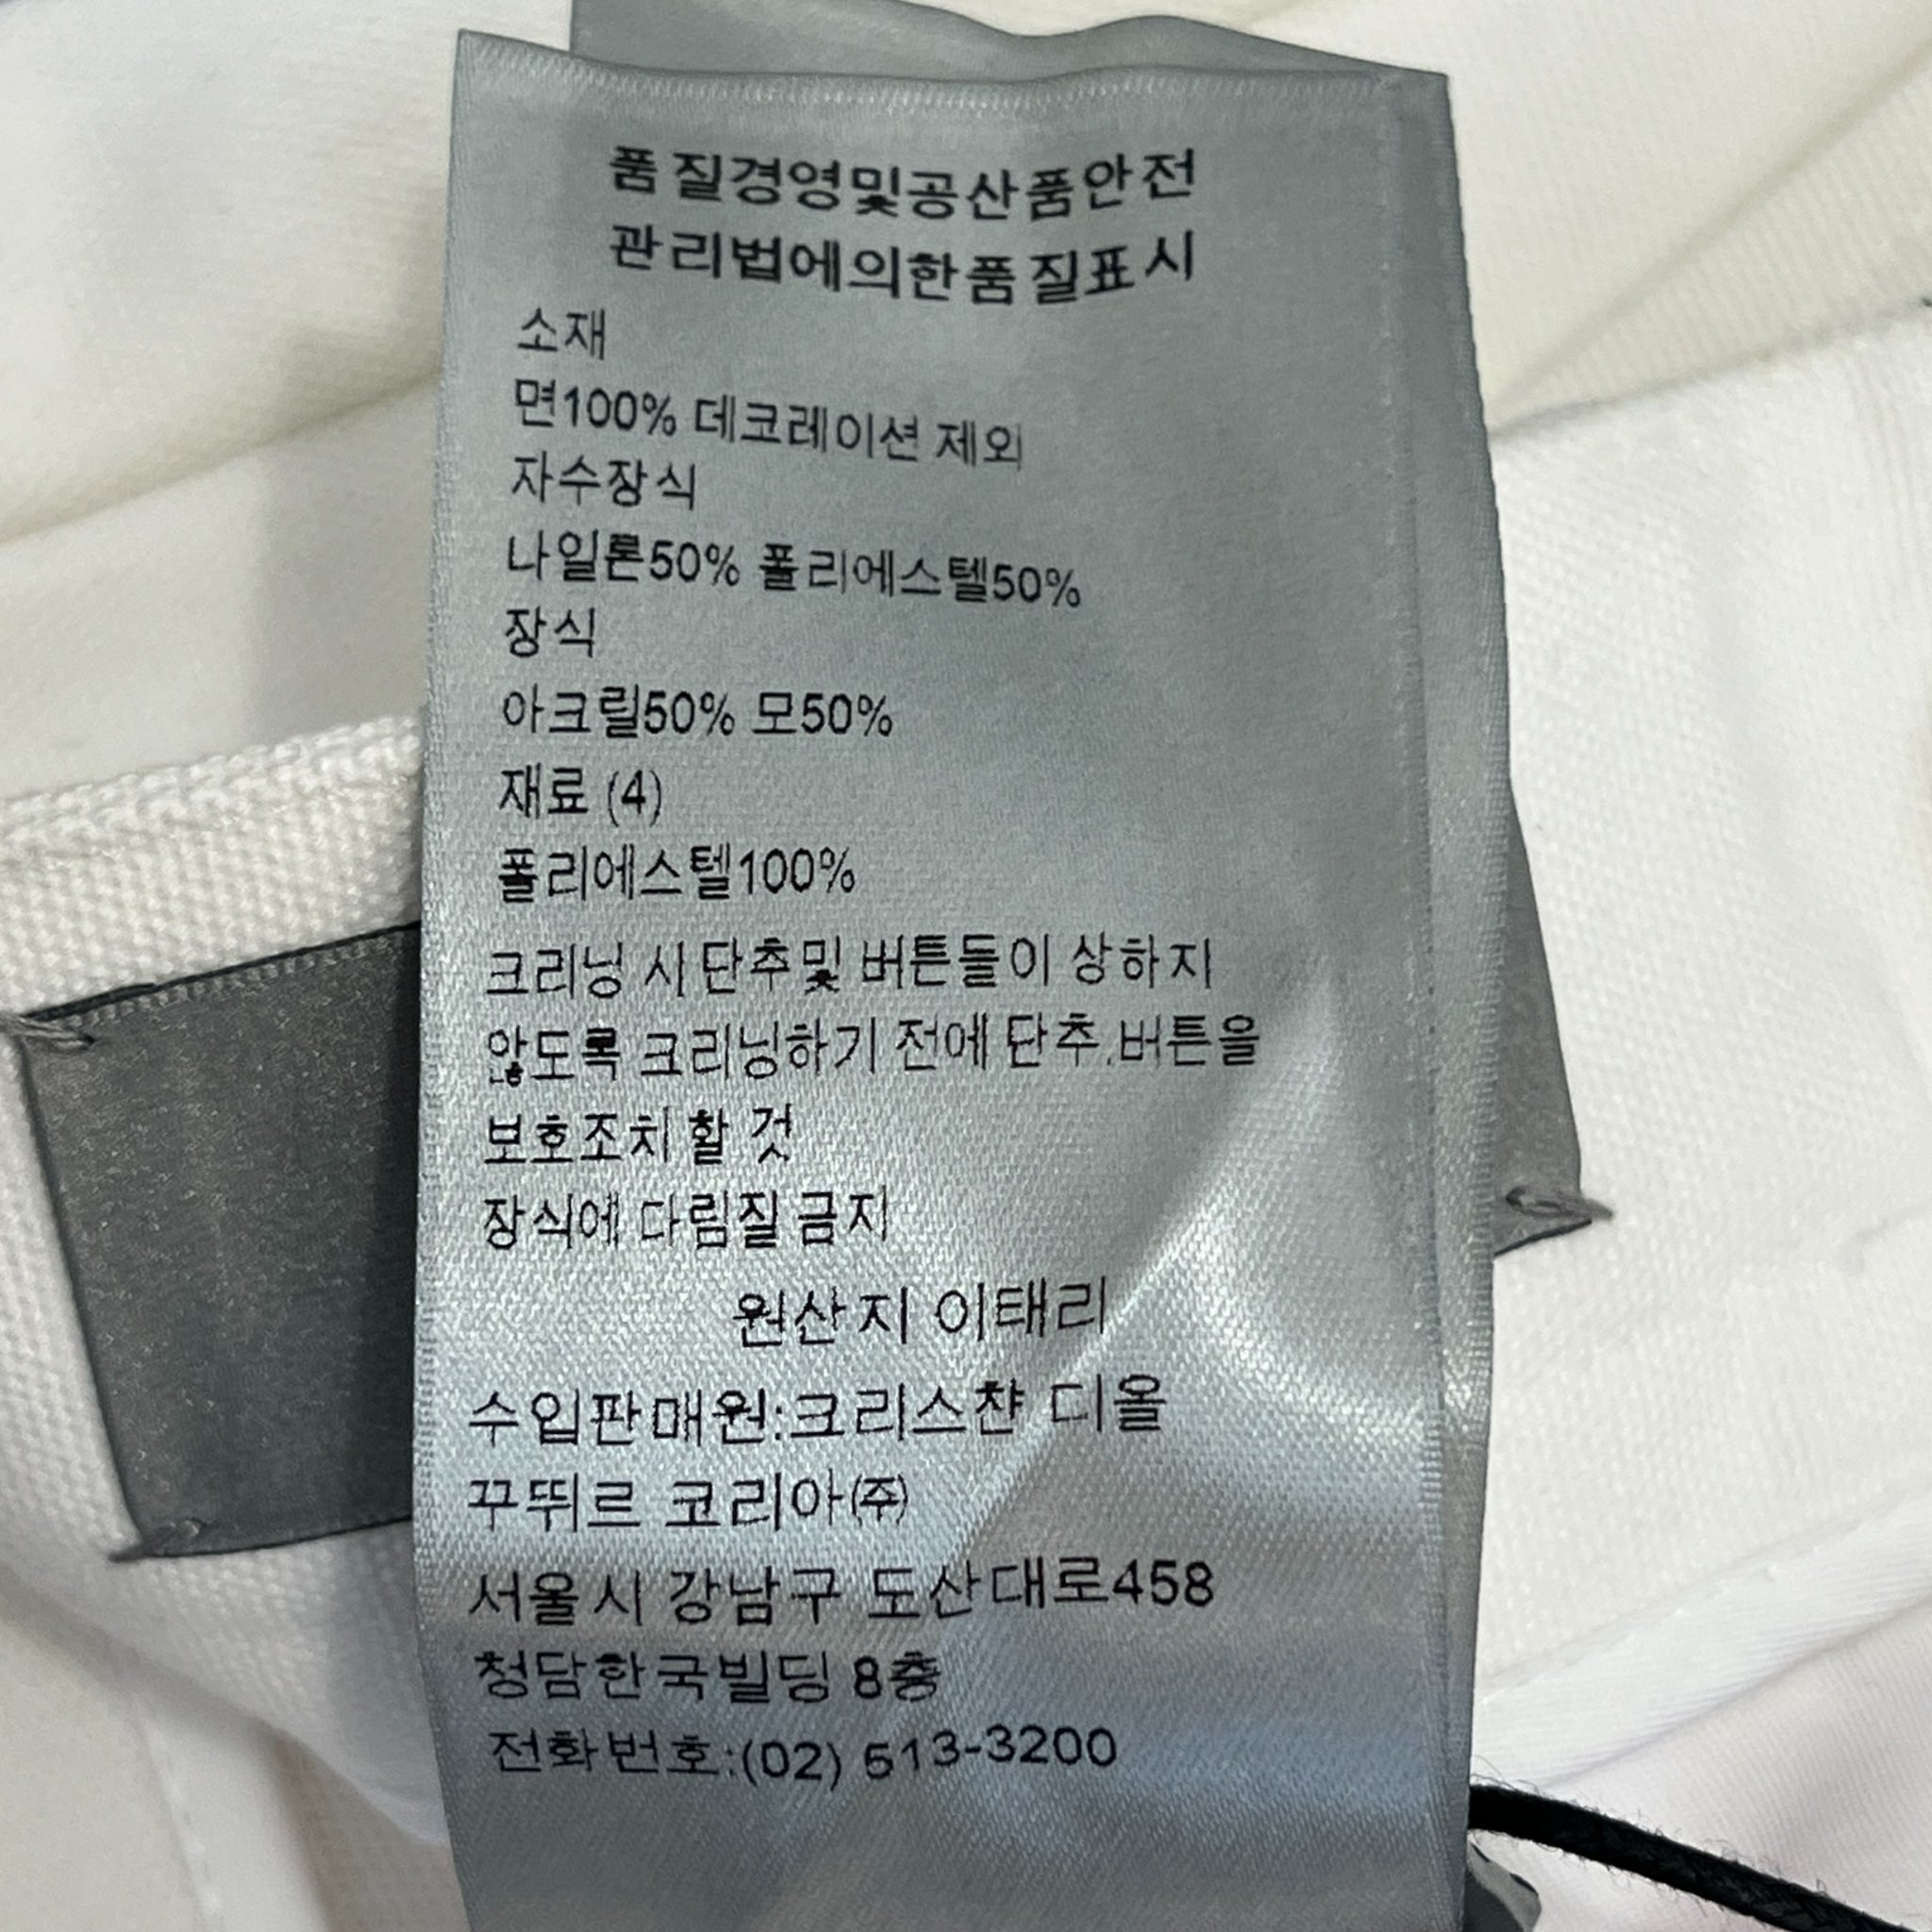 품질경영및공산품안전
관리법에의한품질표시
소재
면100% 데코레이션 제외
자수장식
나일론50% 폴리에스텔50%
장식
아크릴50% 모50%
재료 (4)
폴리에스텔100%
크리닝 시 단추및 버튼들이 상하지
않도록 크리닝하기 전에 단추,버튼을
보호조치 할 것
장식에 다림질 금지
원산지 이태리
수입판매원:크리스챤 디올
꾸뛰르 코리아㈜
서울시 강남구 도산대로458
청담한국빌딩 8층
전화번호:(02) 513-3200